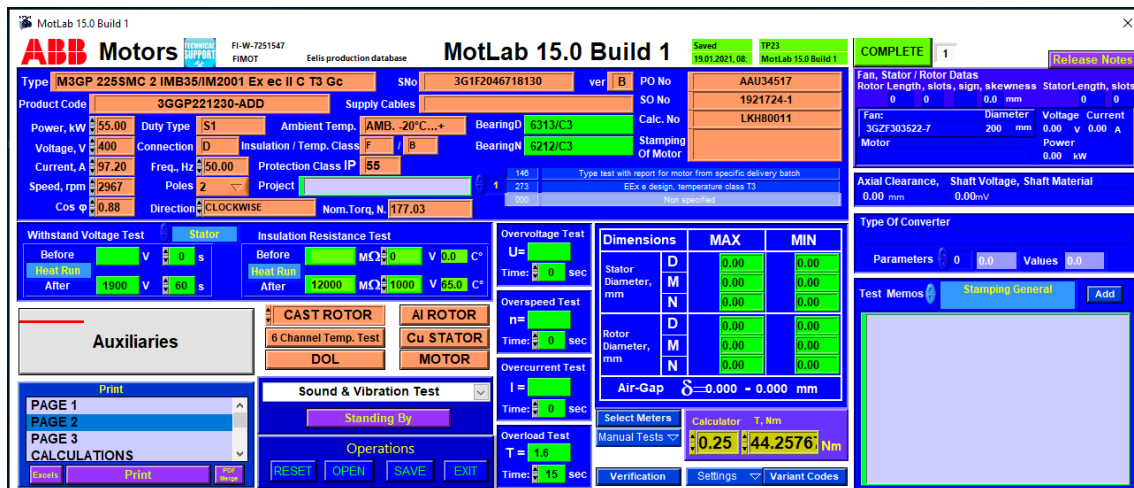 MotLab 15.0 Build 1
ABB Motors TECHNICAL SUPPORT FI-W-7251547 FIMOT Eelis production database MotLab 15.0 Build 1 Saved 19.01.2021, 08: TP23 MotLab 15.0 Build 1
COMPLETE 1
Release Notes
Type M3GP 225SMC 2 IMB35/IM2001 Ex ec II C T3 Gc SNo 3G1F2046718130 ver B PO No AAU34517
Product Code 3GGP221230-ADD Supply Cables SO No 1921724-1
Power, kW 55.00 Duty Type S1 Ambient Temp. AMB. -20°C...+ BearingD 6313/C3 Calc. No LKH80011
Voltage, V 400 Connection D Insulation / Temp. Class F / B BearingN 6212/C3 Stamping Of Motor
Current, A 97.20 Freq., Hz 50.00 Protection Class IP 55
Speed, rpm 2967 Poles 2 Project 1
Cos φ 0.88 Direction CLOCKWISE Nom.Torq, N. 177.03
146 Type test with report for motor from specific delivery batch
273 EEx e design, temperature class T3
000 Non specified
Fan, Stator / Rotor Datas
Rotor Length, slots, sign, skewness StatorLength, slots
0 0 0.0 mm 0 0
Fan: Diameter Voltage Current
3GZF303522-7 200 mm 0.00 V 0.00 A
Motor Power
0.00 kW
Axial Clearance, Shaft Voltage, Shaft Material
0.00 mm 0.00mV
Type Of Converter
Parameters 0 0.0 Values 0.0
Test Memos Stamping General Add
Withstand Voltage Test Stator
Before V 0 s
Heat Run
After 1900 V 60 s
Insulation Resistance Test
Before MΩ 0 V 0.0 C°
Heat Run
After 12000 MΩ 1000 V 65.0 C°
Overvoltage Test
U=
Time: 0 sec
Overspeed Test
n=
Time: 0 sec
Overcurrent Test
I =
Time: 0 sec
Overload Test
T = 1.6
Time: 15 sec
Dimensions MAX MIN
Stator Diameter, mm
D 0.00 0.00
M 0.00 0.00
N 0.00 0.00
Rotor Diameter, mm
D 0.00 0.00
M 0.00 0.00
N 0.00 0.00
Air-Gap δ=0.000 - 0.000 mm
Auxiliaries
CAST ROTOR AI ROTOR
6 Channel Temp. Test Cu STATOR
DOL MOTOR
Print
PAGE 1
PAGE 2
PAGE 3
CALCULATIONS
Excels Print PDF Merge
Sound & Vibration Test
Standing By
Operations
RESET OPEN SAVE EXIT
Select Meters
Manual Tests
Calculator T, Nm
0.25 44.2576 Nm
Verification Settings Variant Codes